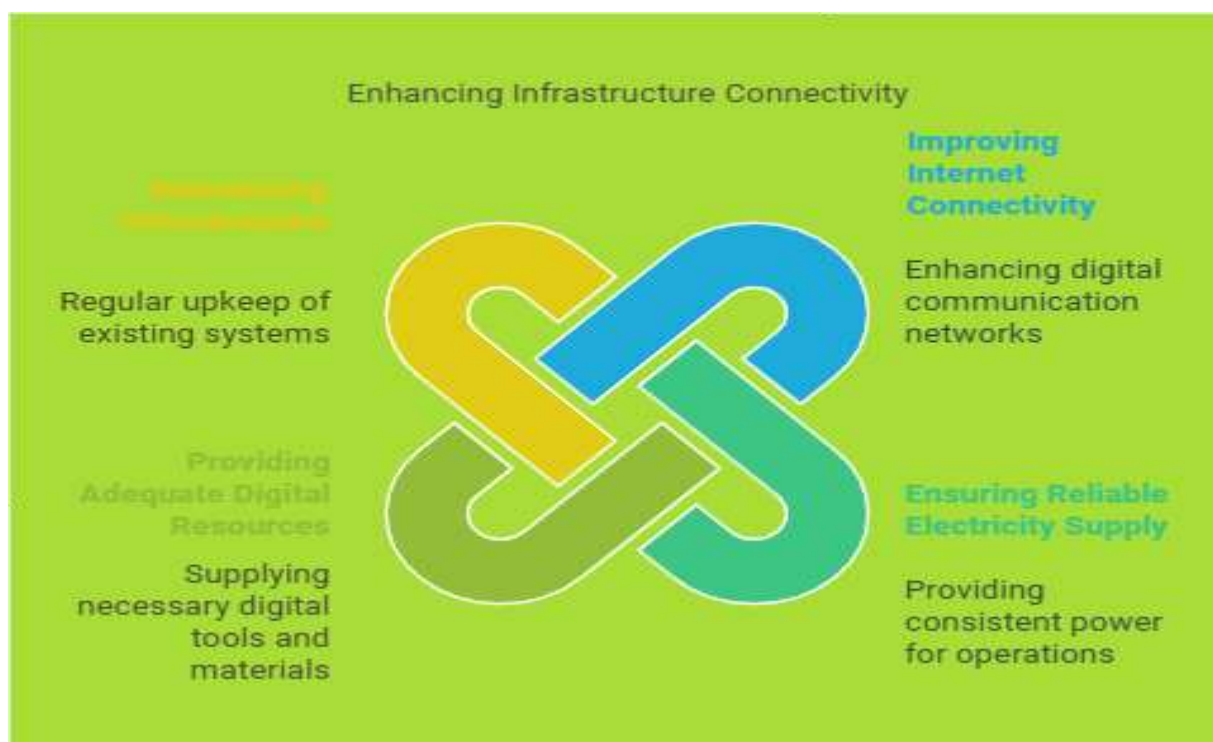 Enhancing Infrastructure Connectivity
Regular upkeep of
existing systems
Improving
Internet
Connectivity
Enhancing digital
communication
networks
Providing
Adequate Digital
Resources
Supplying
necessary digital
tools and
materials
Ensuring Reliable
Electricity Supply
Providing
consistent power
for operations